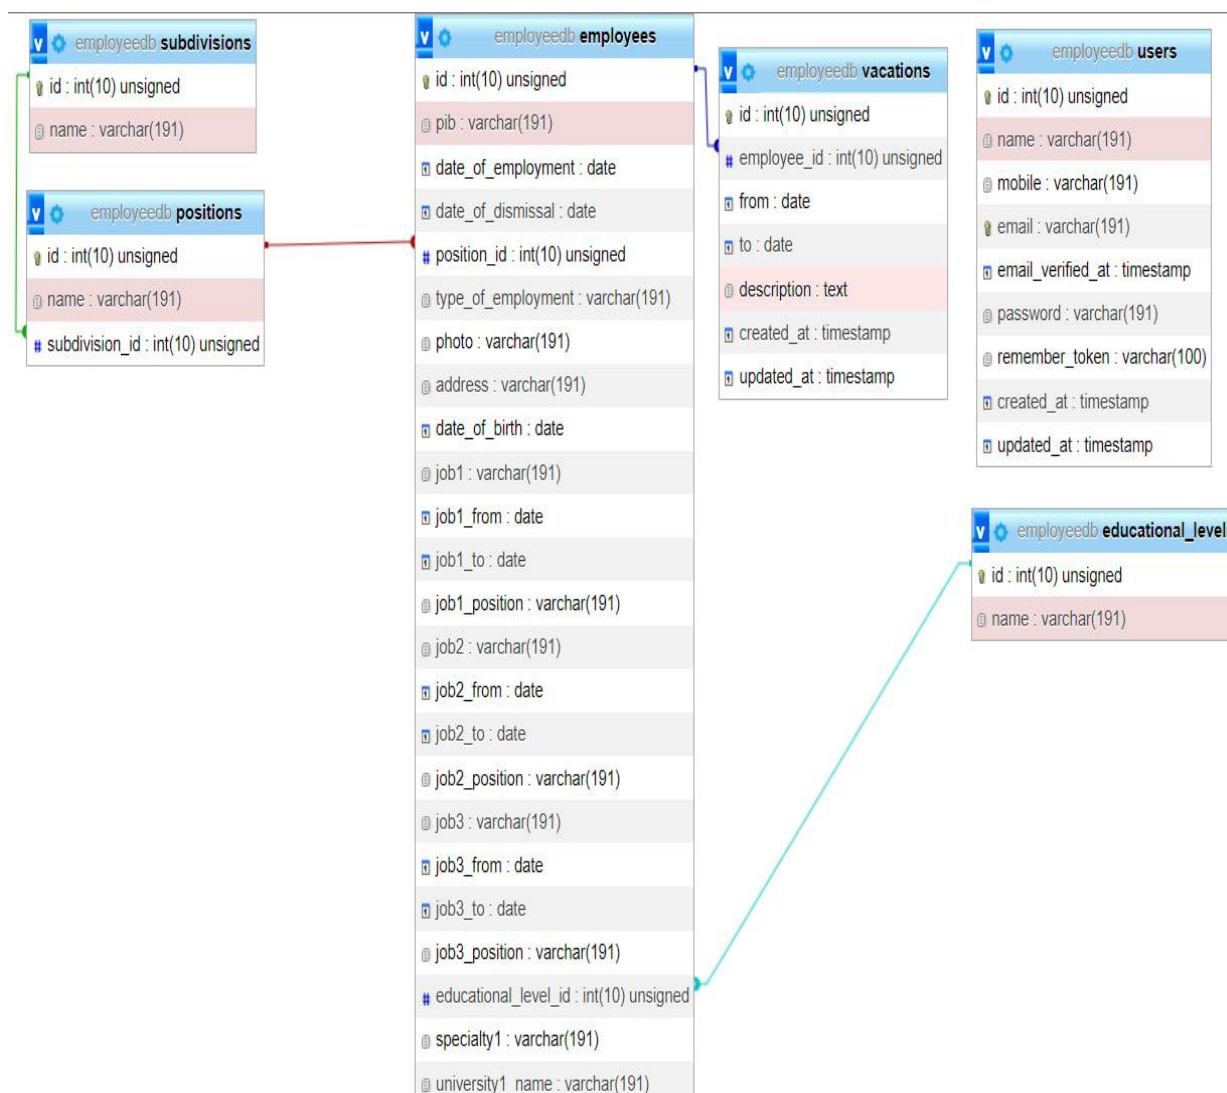 v employeedb subdivisions
id : int(10) unsigned
name : varchar(191)
v employeedb positions
id : int(10) unsigned
name : varchar(191)
# subdivision_id : int(10) unsigned
v employeedb employees
id : int(10) unsigned
pib : varchar(191)
date_of_employment : date
date_of_dismissal : date
# position_id : int(10) unsigned
type_of_employment : varchar(191)
photo : varchar(191)
address : varchar(191)
date_of_birth : date
job1 : varchar(191)
job1_from : date
job1_to : date
job1_position : varchar(191)
job2 : varchar(191)
job2_from : date
job2_to : date
job2_position : varchar(191)
job3 : varchar(191)
job3_from : date
job3_to : date
job3_position : varchar(191)
# educational_level_id : int(10) unsigned
specialty1 : varchar(191)
university1_name : varchar(191)
v employeedb vacations
id : int(10) unsigned
# employee_id : int(10) unsigned
from : date
to : date
description : text
created_at : timestamp
updated_at : timestamp
v employeedb users
id : int(10) unsigned
name : varchar(191)
mobile : varchar(191)
email : varchar(191)
email_verified_at : timestamp
password : varchar(191)
remember_token : varchar(100)
created_at : timestamp
updated_at : timestamp
v employeedb educational_level
id : int(10) unsigned
name : varchar(191)